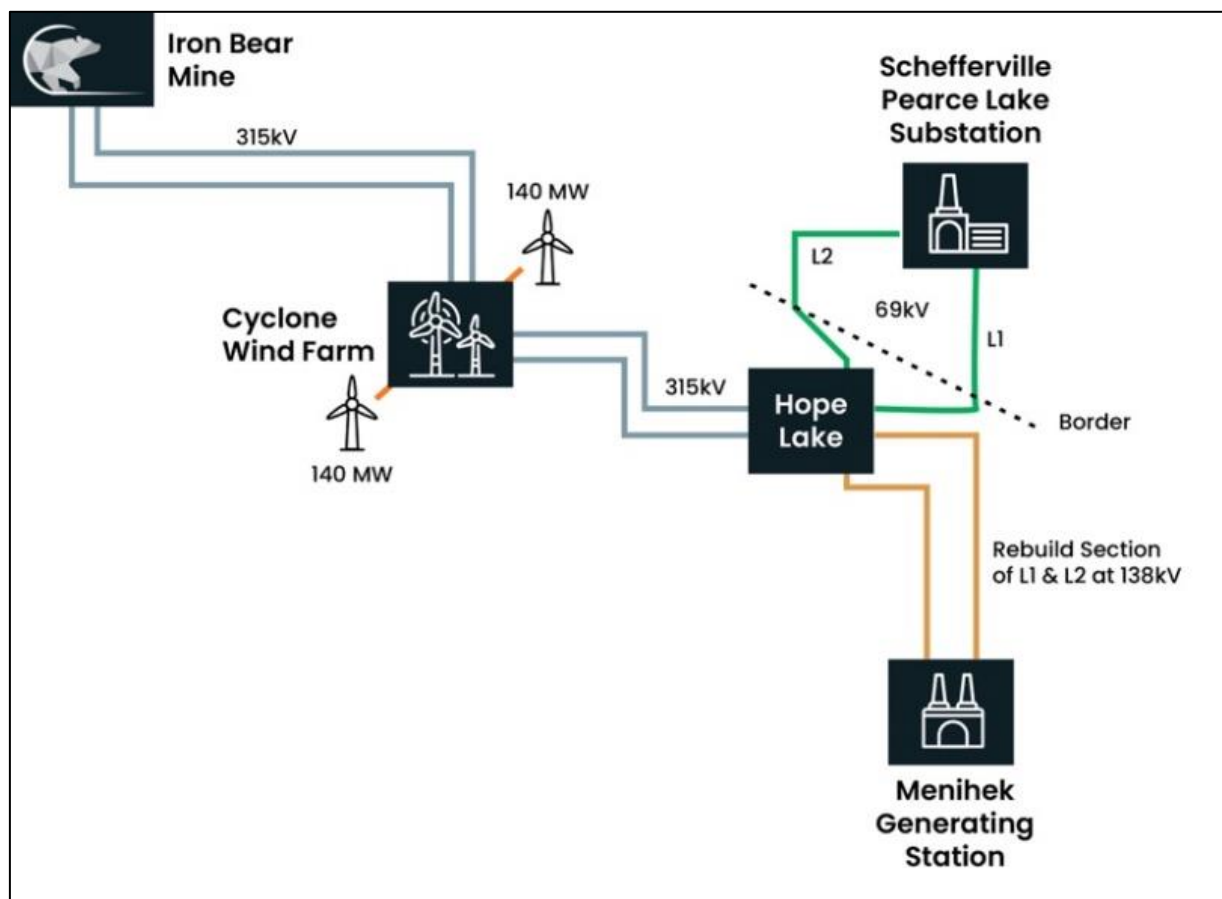 Iron Bear
Mine
315kV
140 MW
Cyclone
Wind Farm
140 MW
Schefferville
Pearce Lake
Substation
L2
69kV
L1
315kV
Hope
Lake
Border
Rebuild Section
of L1 & L2 at 138kV
Menihek
Generating
Station